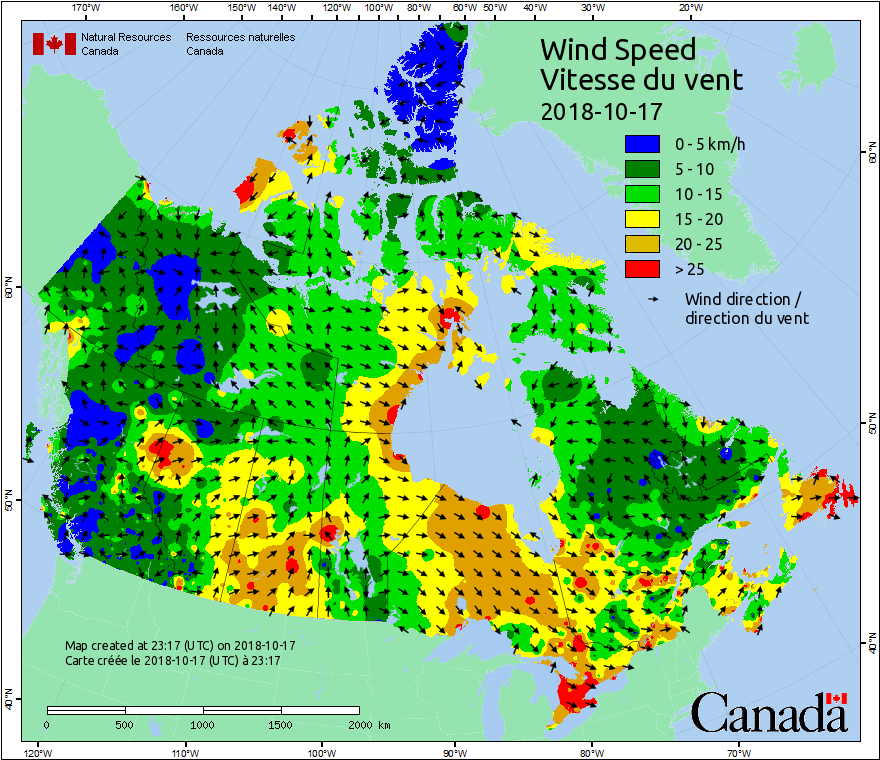 170°W 160°W 150°W 140°W 130°W 120°W 110°W 100°W 80°W 60°W 50°W 40°W 30°W 20°W
Natural Resources Ressources naturelles
Canada Canada
Wind Speed
Vitesse du vent
2018-10-17
0 - 5 km/h
5 - 10
10 - 15
15 - 20
20 - 25
> 25
Wind direction /
direction du vent
60°N
50°N
40°N
60°N
50°N
40°N
Map created at 23:17 (UTC) on 2018-10-17
Carte créée le 2018-10-17 (UTC) à 23:17
0 500 1000 1500 2000 km
Canada
120°W 110°W 100°W 90°W 80°W 70°W